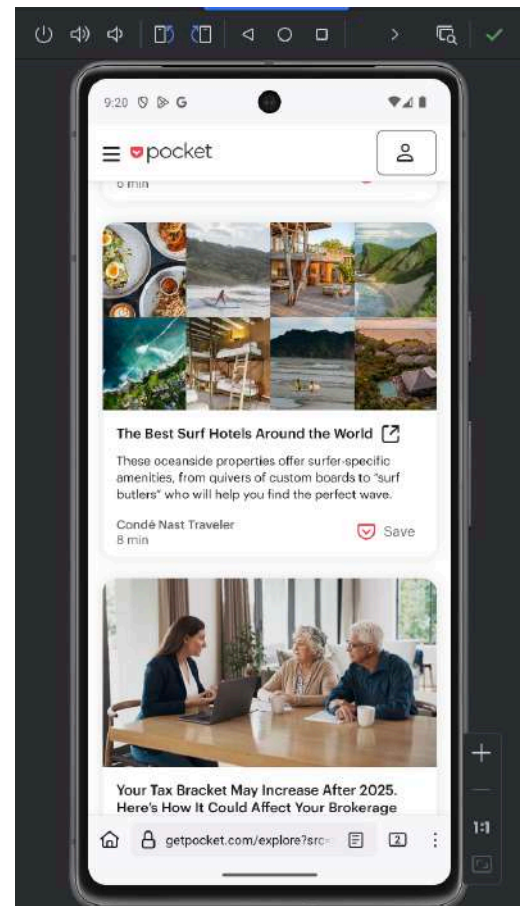 9:20 G
pocket
6 min
The Best Surf Hotels Around the World
These oceanside properties offer surfer-specific
amenities, from quivers of custom boards to "surf
butlers" who will help you find the perfect wave.
Condé Nast Traveler
8 min
Save
Your Tax Bracket May Increase After 2025.
Here's How It Could Affect Your Brokerage
getpocket.com/explore?src=
2
1:1